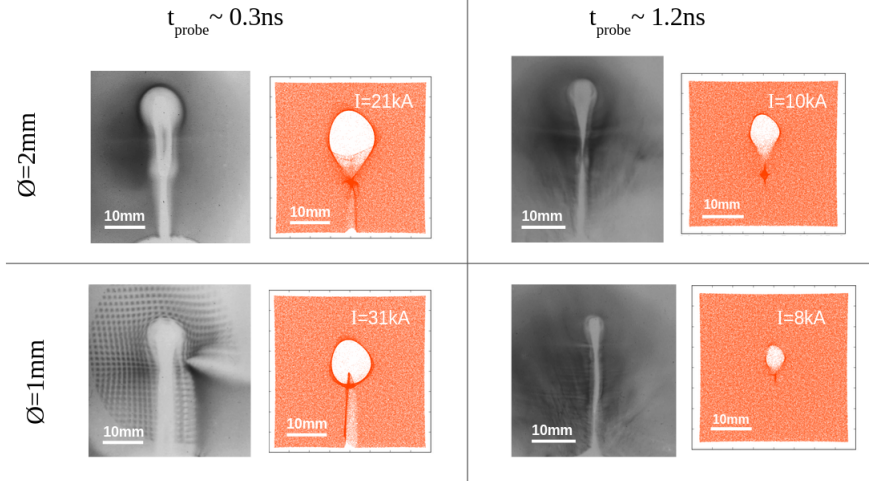 t_probe~ 0.3ns
t_probe~ 1.2ns
Ø=2mm
10mm
I=21kA
10mm
10mm
I=10kA
10mm
Ø=1mm
10mm
I=31kA
10mm
10mm
I=8kA
10mm